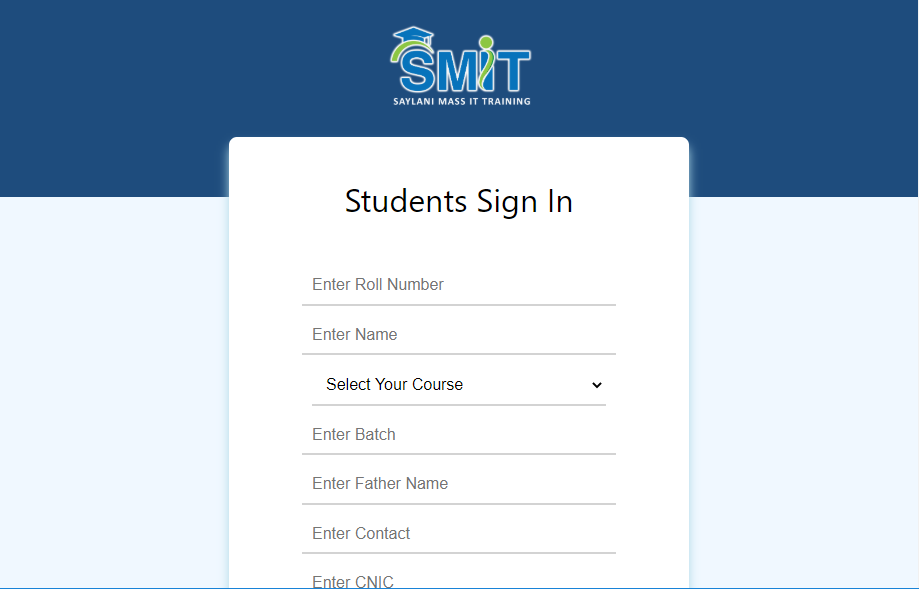 SMIT
SAYLANI MASS IT TRAINING
Students Sign In
Enter Roll Number
Enter Name
Select Your Course
Enter Batch
Enter Father Name
Enter Contact
Enter CNIC